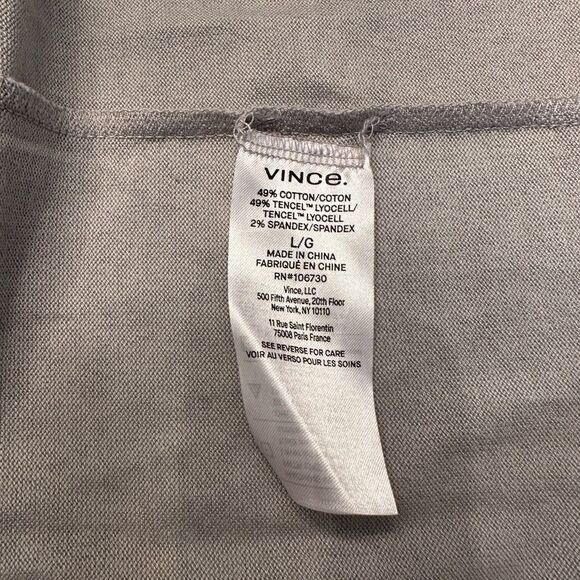 VINCe.
49% COTTON/COTON
49% TENCEL™ LYOCELL/
TENCEL™ LYOCELL
2% SPANDEX/SPANDEX
L/G
MADE IN CHINA
FABRIQUÉ EN CHINE
RN#106730
Vince, LLC
500 Fifth Avenue, 20th Floor
New York, NY 10110
11 Rue Saint Florentin
75008 Paris France
SEE REVERSE FOR CARE
VOIR AU VERSO POUR LES SOINS